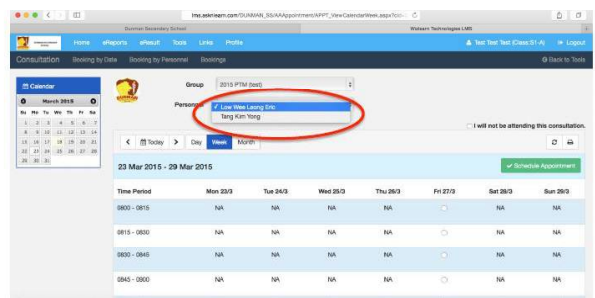 lms.asknlearn.com/DUNMAN_SS/AAAppointment/APPT_ViewCalendarWeek.aspx?
Dunman Secondary School
Wizlearn Technologies LMS
Home eReports eResult Tools Links Profile
Test Test Test (Class S1-A) Logout
Consultation Booking by Date Booking by Personnel Bookings
Back to Tools
Calendar
March 2015
Su Mo Tu We Th Fr Sa
1 2 3 4 5 6 7
8 9 10 11 12 13 14
15 16 17 18 19 20 21
22 23 24 25 26 27 28
29 30 31
Group 2015 PTM (test)
Personnel
✓ Low Wee Leong Eric
Tang Kim Yong
I will not be attending this consultation.
Today Day Week Month
23 Mar 2015 - 29 Mar 2015
✓ Schedule Appointment
Time Period Mon 23/3 Tue 24/3 Wed 25/3 Thu 26/3 Fri 27/3 Sat 28/3 Sun 29/3
0800 - 0815 NA NA NA NA NA NA
0815 - 0830 NA NA NA NA NA NA
0830 - 0845 NA NA NA NA NA NA
0845 - 0900 NA NA NA NA NA NA